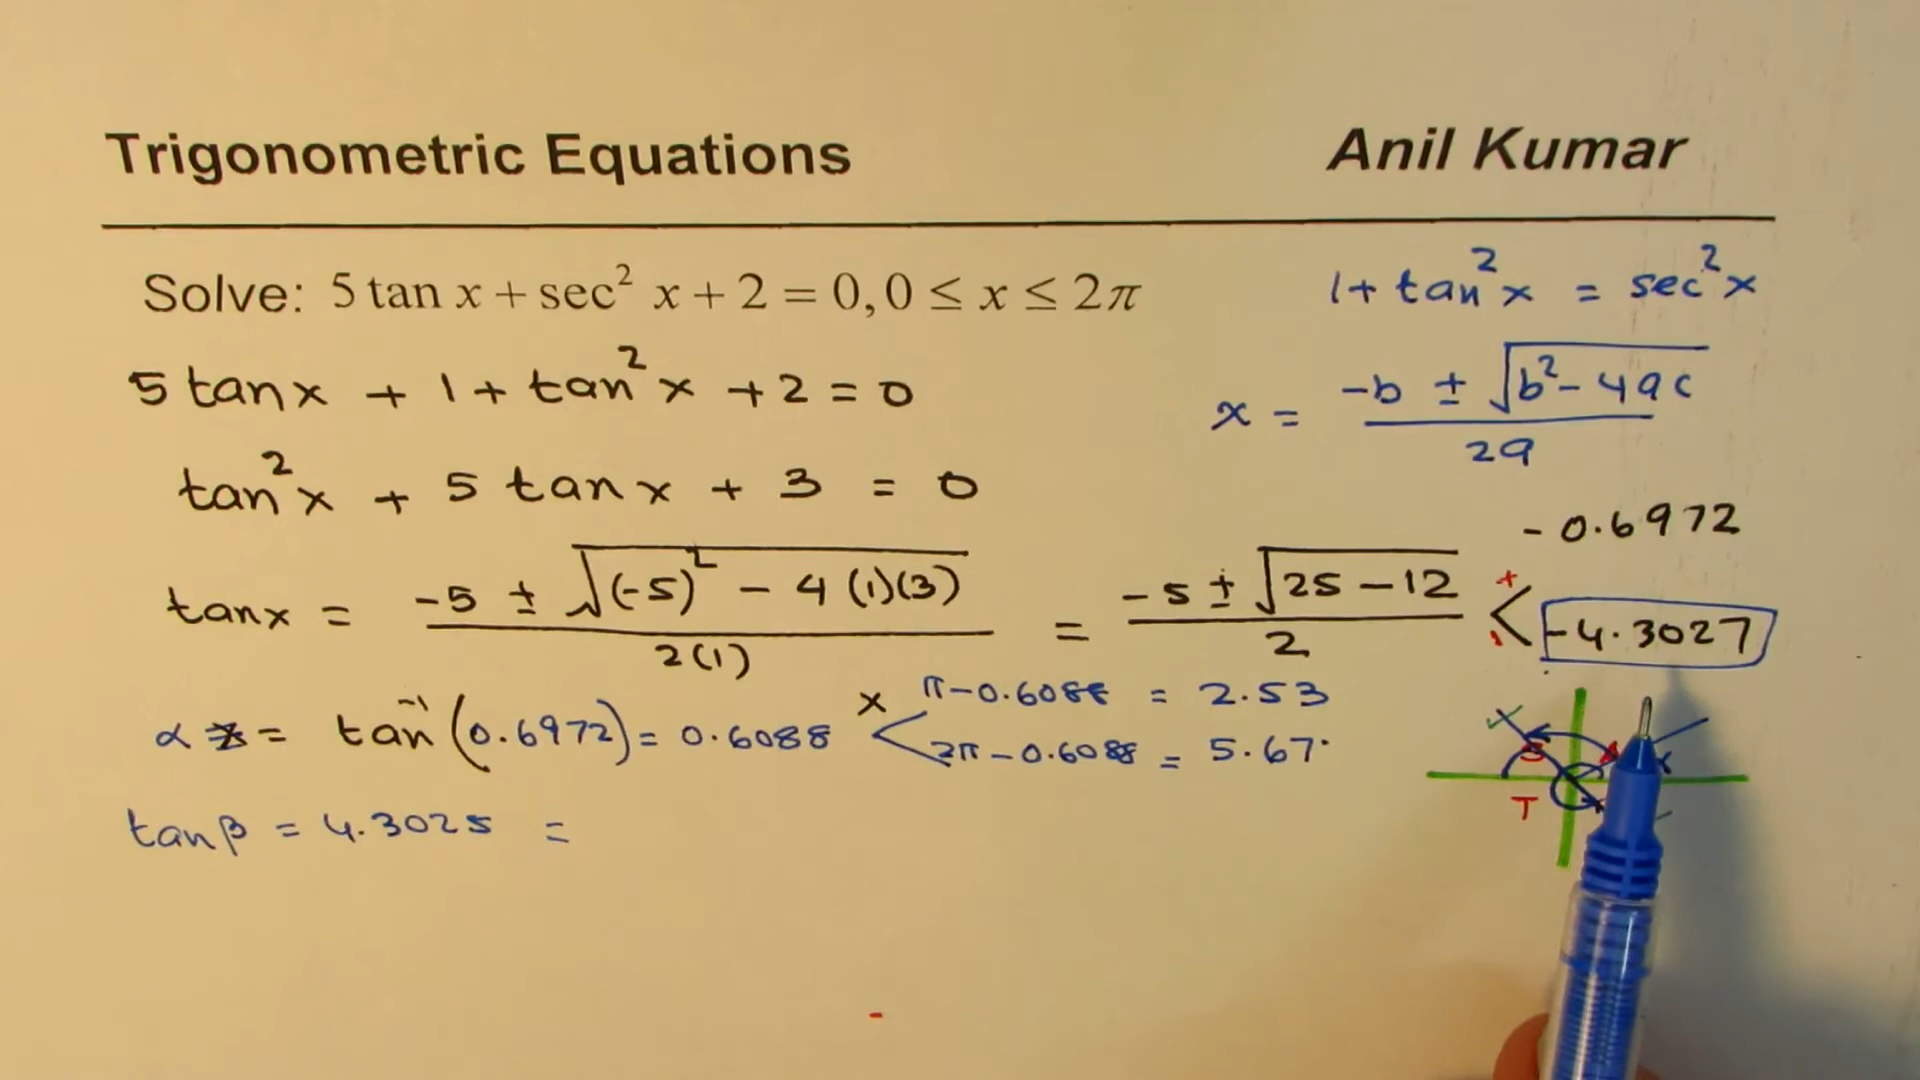 Trigonometric Equations Anil Kumar
Solve: 5 tan x + sec² x + 2 = 0, 0 ≤ x ≤ 2π
1 + tan²x = sec²x
5 tanx + 1 + tan²x + 2 = 0
x = (-b ± √(b² - 4ac))/2a
tan²x + 5 tanx + 3 = 0
-0.6972
tanx = (-5 ± √((-5)² - 4(1)(3)))/2(1) = (-5 ± √(25 - 12))/2 < + -4.3027
α = tan⁻¹(0.6972) = 0.6088 x < π - 0.6088 = 2.53
2π - 0.6088 = 5.67
S
T
tanβ = 4.3025 =